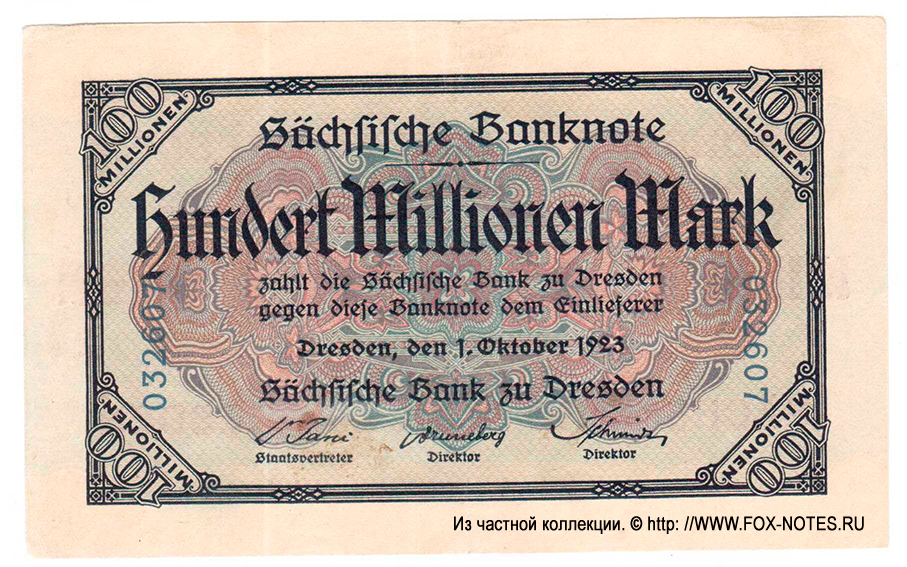 100 MILLIONEN
100 MILLIONEN
Sächsische Banknote
Hundert Millionen Mark
zahlt die Sächsische Bank zu Dresden
gegen diese Banknote dem Einlieferer
Dresden, den 1. Oktober 1923
Sächsische Bank zu Dresden
032607
032607
Staatsvertreter
Direktor
Direktor
100 MILLIONEN
100 MILLIONEN
Из частной коллекции. © http: //WWW.FOX-NOTES.RU